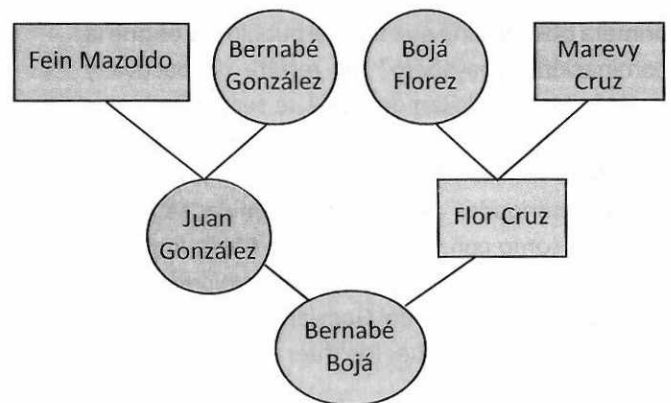 Fein Mazoldo
Bernabé
González
Bojá
Florez
Marevy
Cruz
Juan
González
Flor Cruz
Bernabé
Bojá